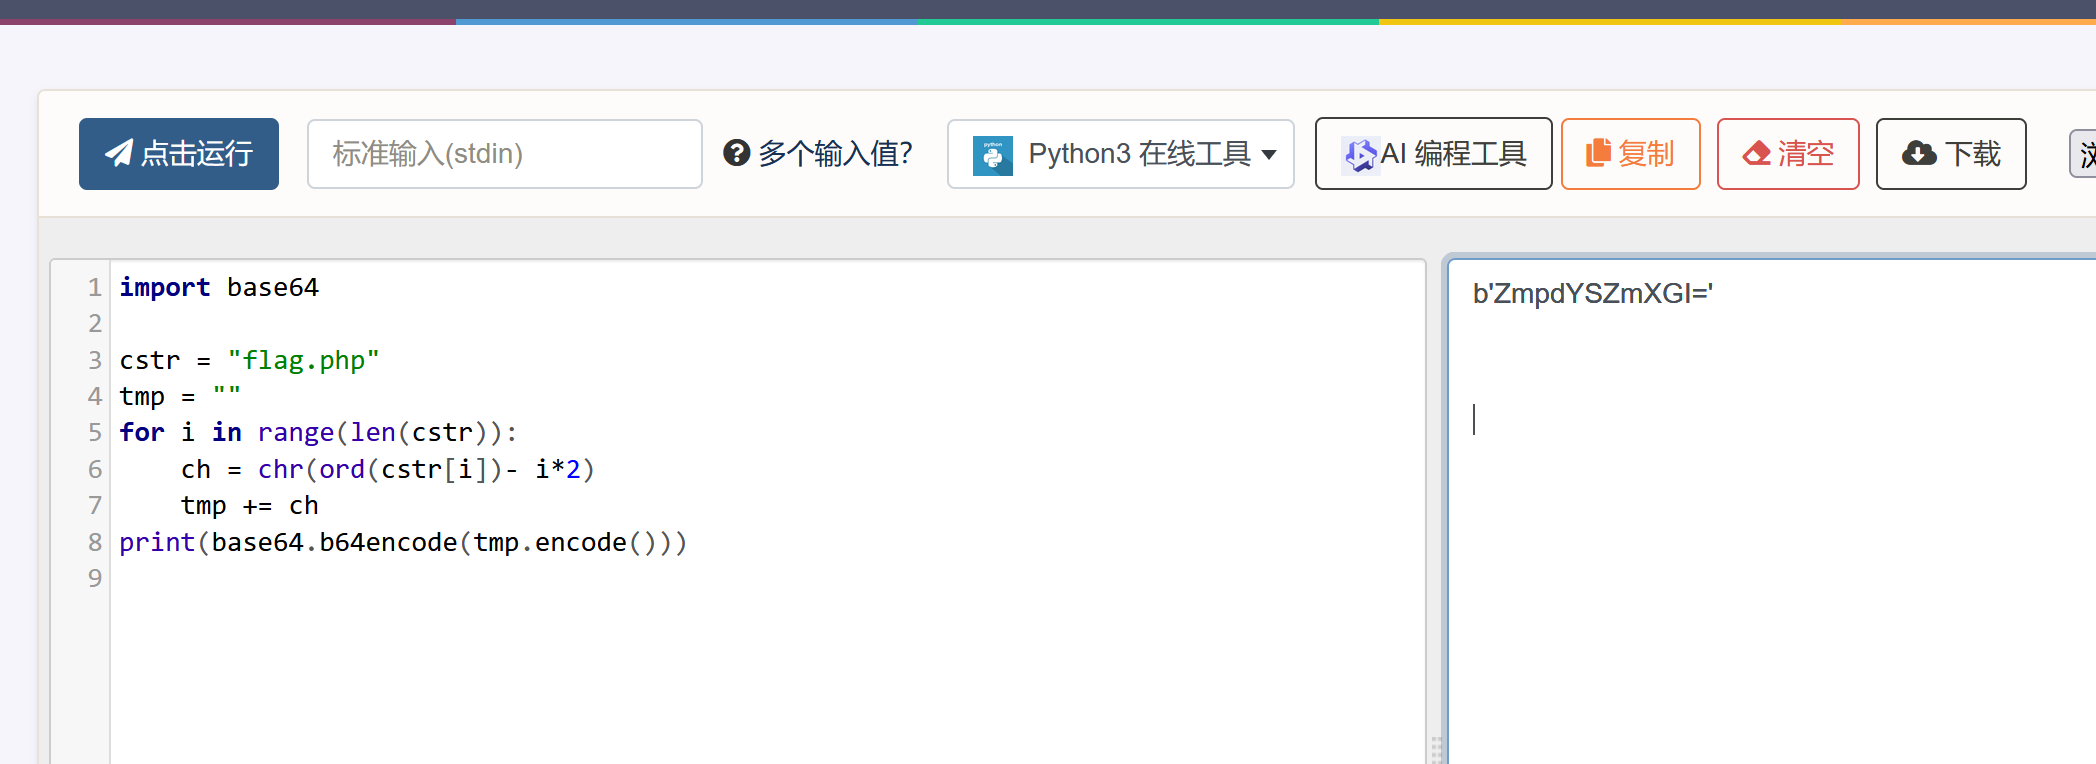 点击运行 标准输入(stdin) 多个输入值? Python3 在线工具 AI 编程工具 复制 清空 下载
1 import base64
2
3 cstr = "flag.php"
4 tmp = ""
5 for i in range(len(cstr)):
6     ch = chr(ord(cstr[i])- i*2)
7     tmp += ch
8 print(base64.b64encode(tmp.encode()))
9
b'ZmpdYSZmXGI='